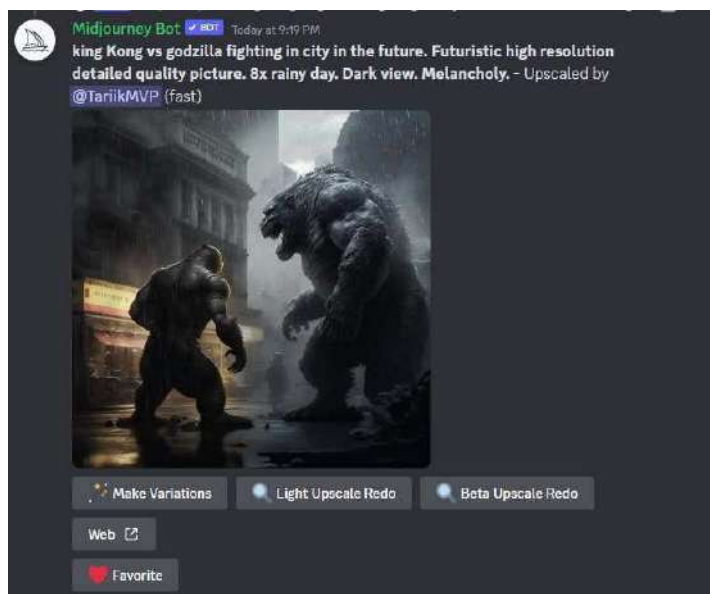 Midjourney Bot ✔ BOT Today at 9:19 PM
king Kong vs godzilla fighting in city in the future. Futuristic high resolution
detailed quality picture. 8x rainy day. Dark view. Melancholy. - Upscaled by
@TariikMVP (fast)
Make Variations Light Upscale Redo Beta Upscale Redo
Web
Favorite